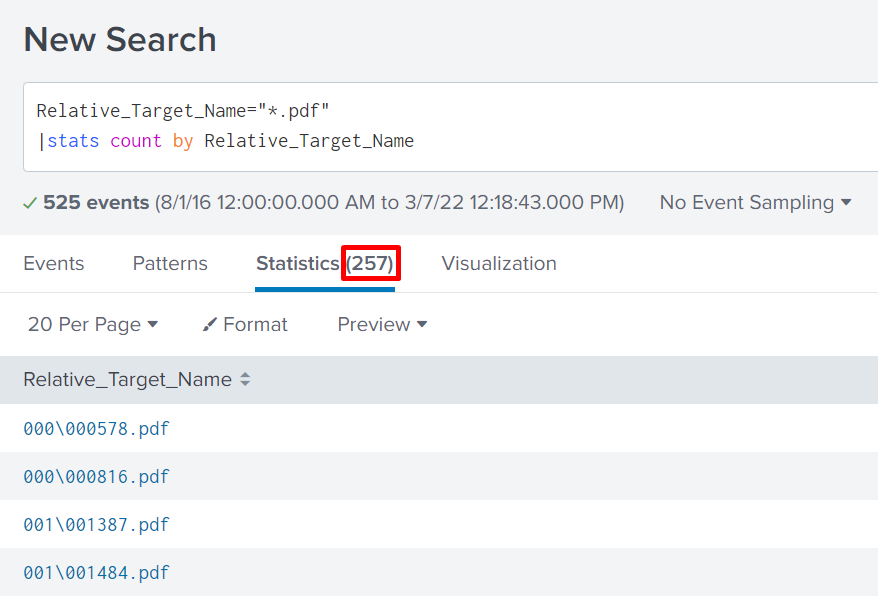 New Search
Relative_Target_Name="*.pdf"
|stats count by Relative_Target_Name
525 events (8/1/16 12:00:00.000 AM to 3/7/22 12:18:43.000 PM) No Event Sampling
Events Patterns Statistics (257) Visualization
20 Per Page Format Preview
Relative_Target_Name
000\000578.pdf
000\000816.pdf
001\001387.pdf
001\001484.pdf